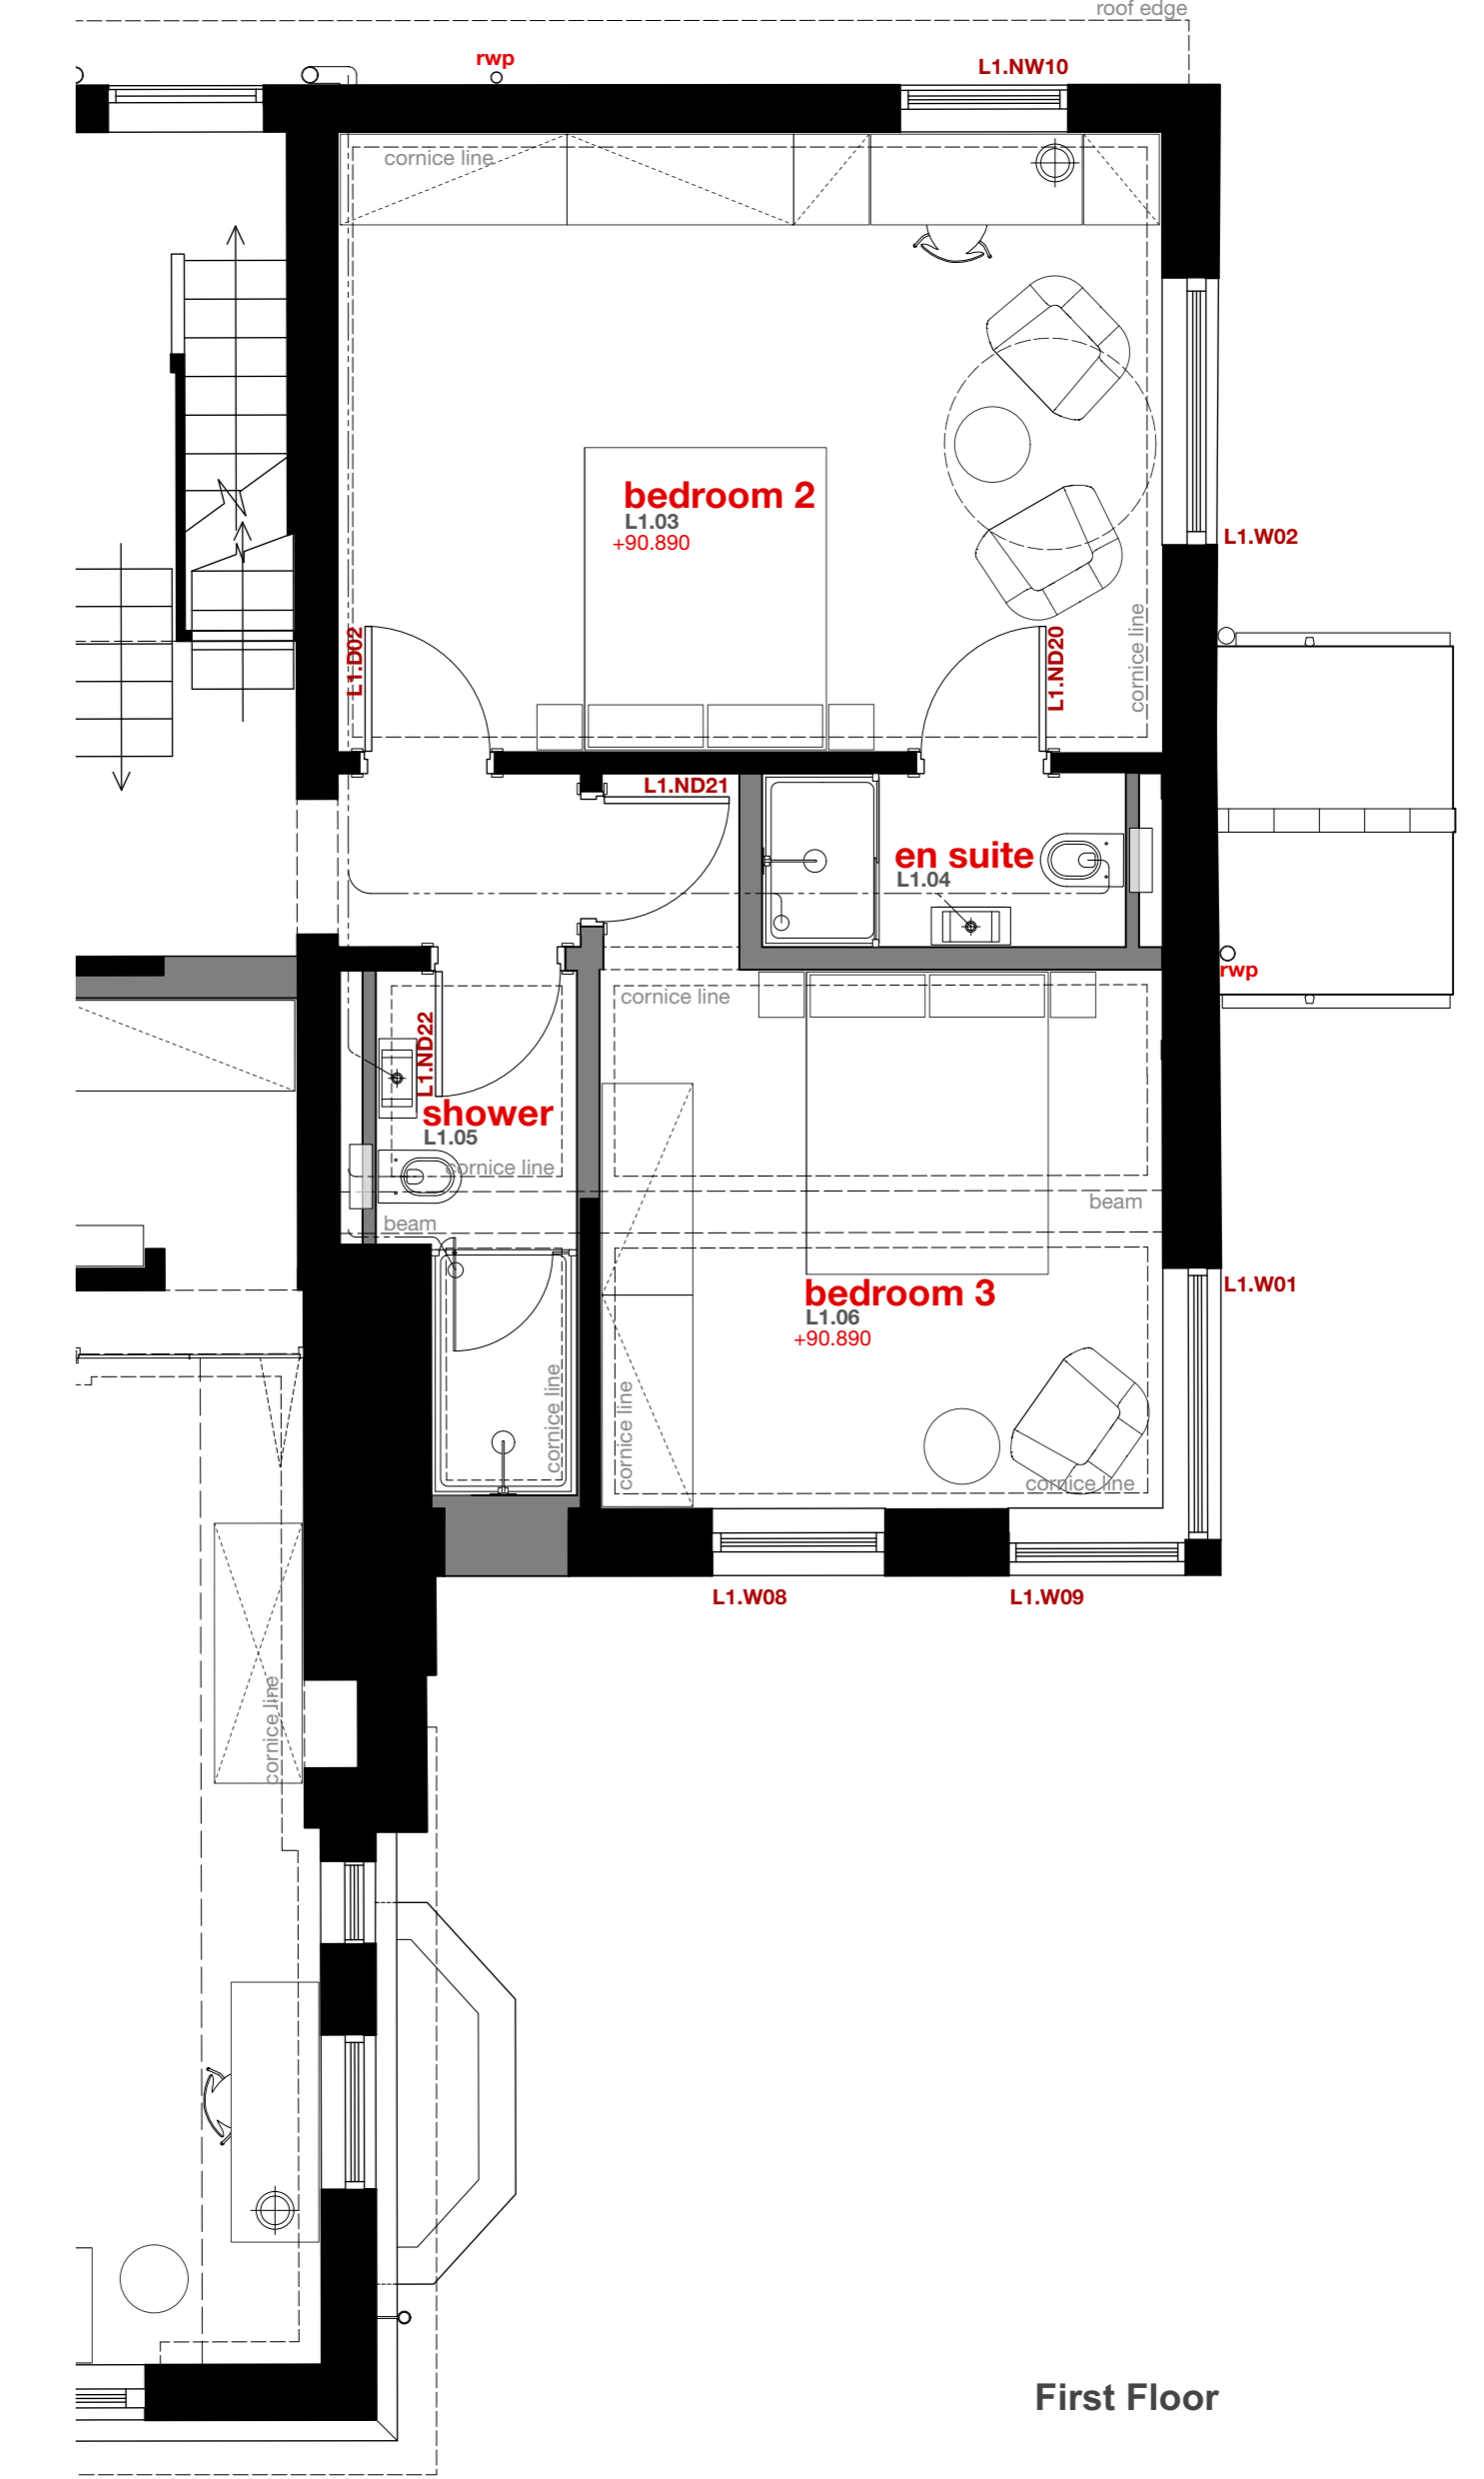 roof edge
rwp
L1.NW10
cornice line
bedroom 2
L1.03
+90.890
L1.W02
cornice line
L1.D02
L1.ND20
L1.ND21
en suite
L1.04
rwp
cornice line
L1.ND22
shower
L1.05
cornice line
beam
beam
bedroom 3
L1.06
+90.890
L1.W01
cornice line
cornice line
cornice line
L1.W08
L1.W09
cornice line
First Floor